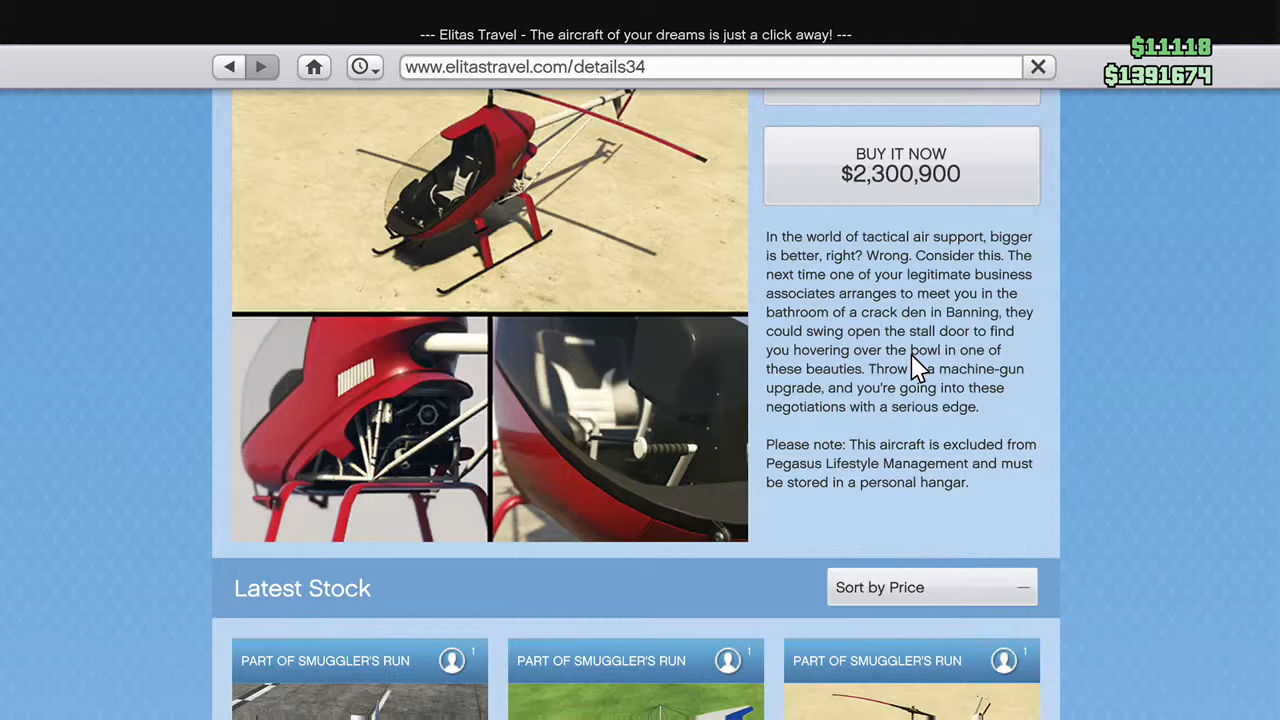 --- Elitas Travel - The aircraft of your dreams is just a click away! ---
$11118
www.elitastravel.com/details34
$1391674
BUY IT NOW
$2,300,900
In the world of tactical air support, bigger
is better, right? Wrong. Consider this. The
next time one of your legitimate business
associates arranges to meet you in the
bathroom of a crack den in Banning, they
could swing open the stall door to find
you hovering over the bowl in one of
these beauties. Throw a machine-gun
upgrade, and you're going into these
negotiations with a serious edge.
Please note: This aircraft is excluded from
Pegasus Lifestyle Management and must
be stored in a personal hangar.
Latest Stock
Sort by Price
PART OF SMUGGLER'S RUN 1
PART OF SMUGGLER'S RUN 1
PART OF SMUGGLER'S RUN 1